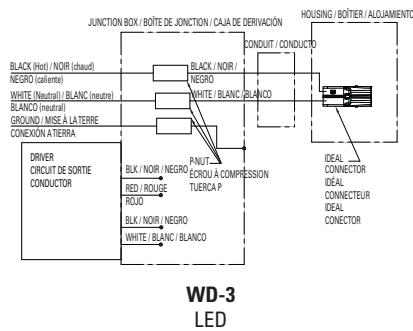 JUNCTION BOX / BOÎTE DE JONCTION / CAJA DE DERIVACIÓN
HOUSING / BOÎTIER / ALOJAMIENTO
CONDUIT / CONDUCTO
BLACK (Hot) / NOIR (chaud)
NEGRO (caliente)
BLACK / NOIR /
NEGRO
WHITE (Neutral) / BLANC (neutre)
BLANCO (neutral)
WHITE / BLANC / BLANCO
GROUND / MISE À LA TERRE
CONEXIÓN A TIERRA
DRIVER
CIRCUIT DE SORTIE
CONDUCTOR
BLK / NOIR / NEGRO
RED / ROUGE
ROJO
BLK / NOIR / NEGRO
WHITE / BLANC / BLANCO
P-NUT
ÉCROU À COMPRESSION
TUERCA P
IDEAL
CONNECTOR
IDÉAL
CONNECTEUR
IDEAL
CONECTOR
WD-3
LED